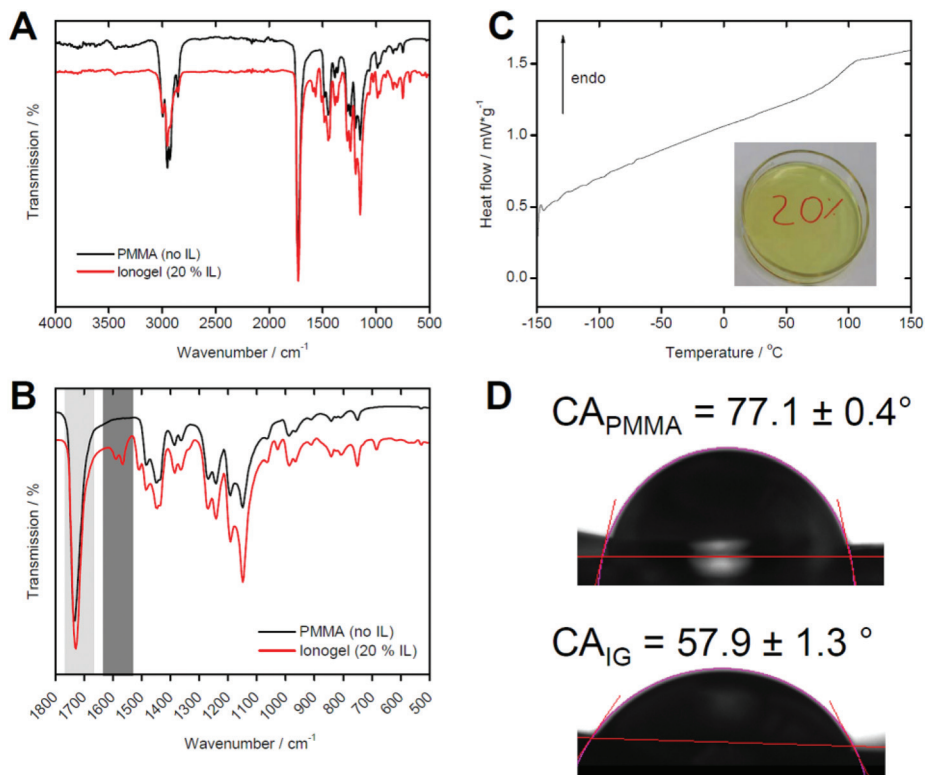 A
Transmission / %
PMMA (no IL)
Ionogel (20 % IL)
4000 3500 3000 2500 2000 1500 1000 500
Wavenumber / cm⁻¹
B
Transmission / %
PMMA (no IL)
Ionogel (20 % IL)
1800 1700 1600 1500 1400 1300 1200 1100 1000 900 800 700 600 500
Wavenumber / cm⁻¹
C
Heat flow / mW*g⁻¹
1.5
1.0
0.5
0.0
endo
20%
-150 -100 -50 0 50 100 150
Temperature / °C
D
CA_PMMA = 77.1 ± 0.4°
CA_IG = 57.9 ± 1.3 °